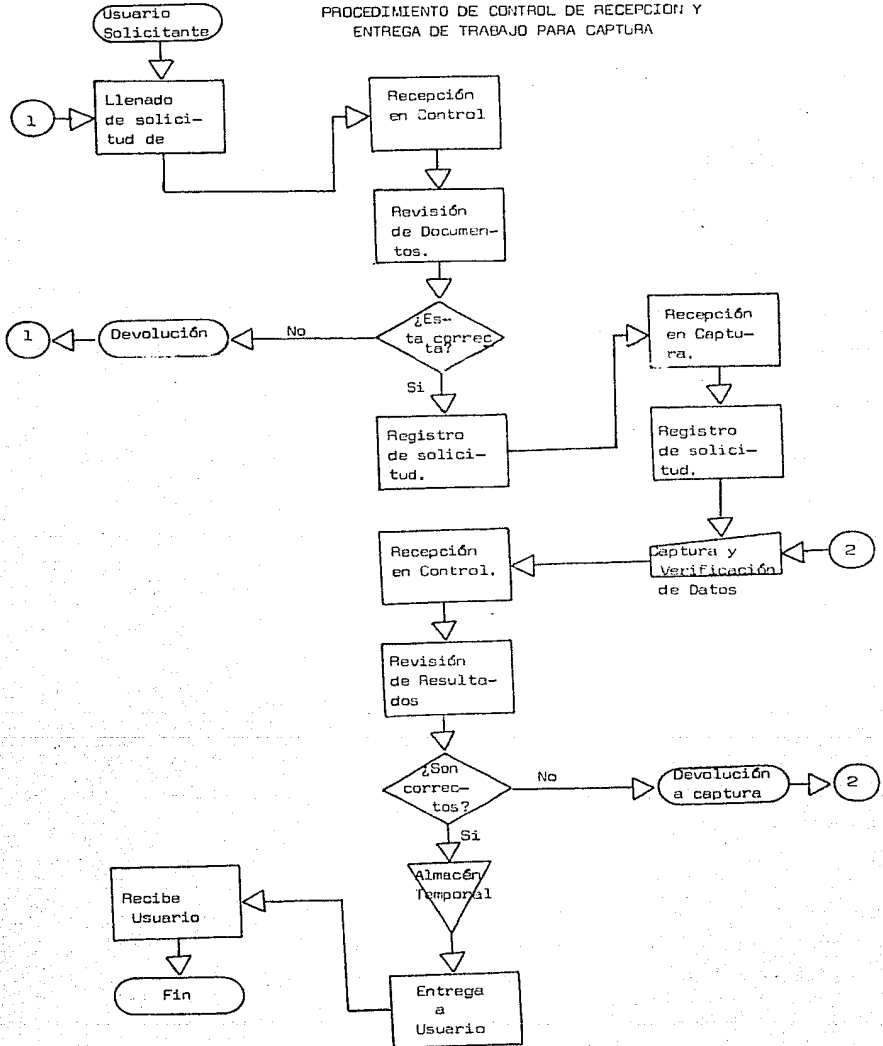 PROCEDIMIENTO DE CONTROL DE RECEPCION Y
ENTREGA DE TRABAJO PARA CAPTURA
Usuario
Solicitante
1
Llenado
de solici-
tud de
Recepción
en Control
Revisión
de Documen-
tos.
¿Es-
ta correc
ta?
No
Devolución
1
Si
Registro
de solici-
tud.
Recepción
en Captu-
ra.
Registro
de solici-
tud.
Captura y
Verificación
de Datos
2
Recepción
en Control.
Revisión
de Resulta-
dos
¿Son
correc-
tos?
No
Devolución
a captura
2
Si
Almacén
Temporal
Entrega
a
Usuario
Recibe
Usuario
Fin